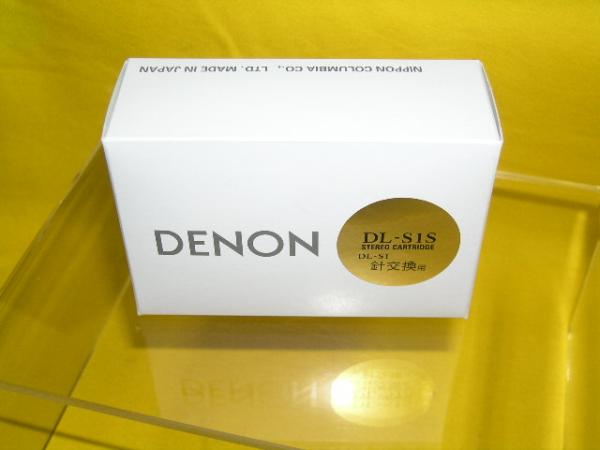 NIPPON COLUMBIA CO., LTD. MADE IN JAPAN
DENON
DL-S1S
STEREO CARTRIDGE
DL-S1
針交換用